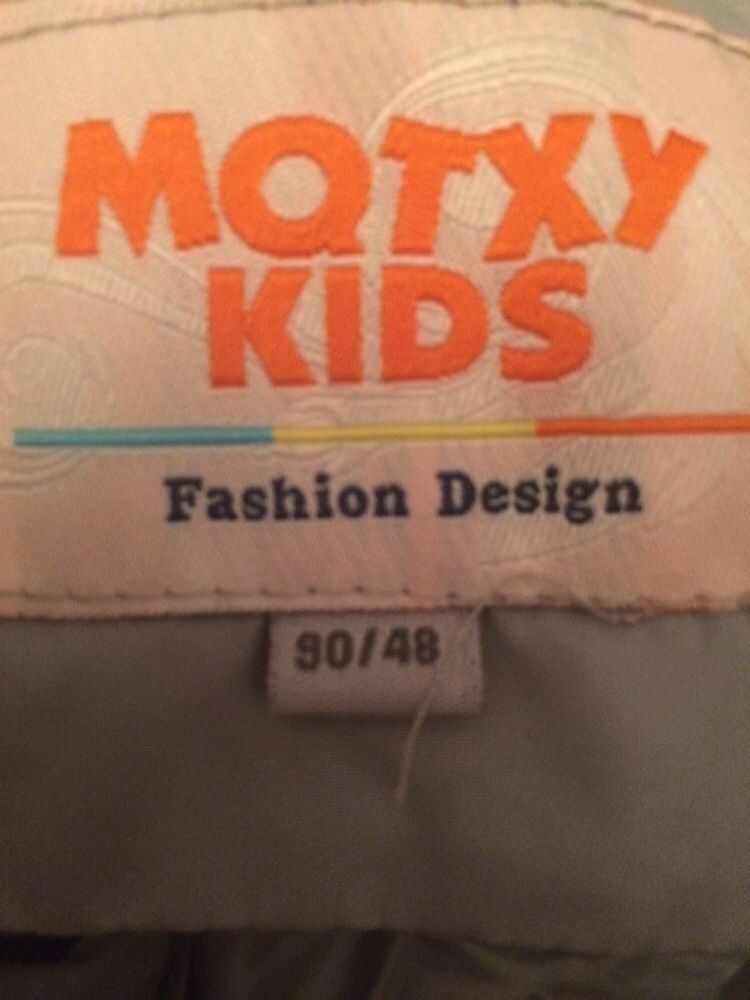 MQTXY
KIDS
Fashion Design
90/48